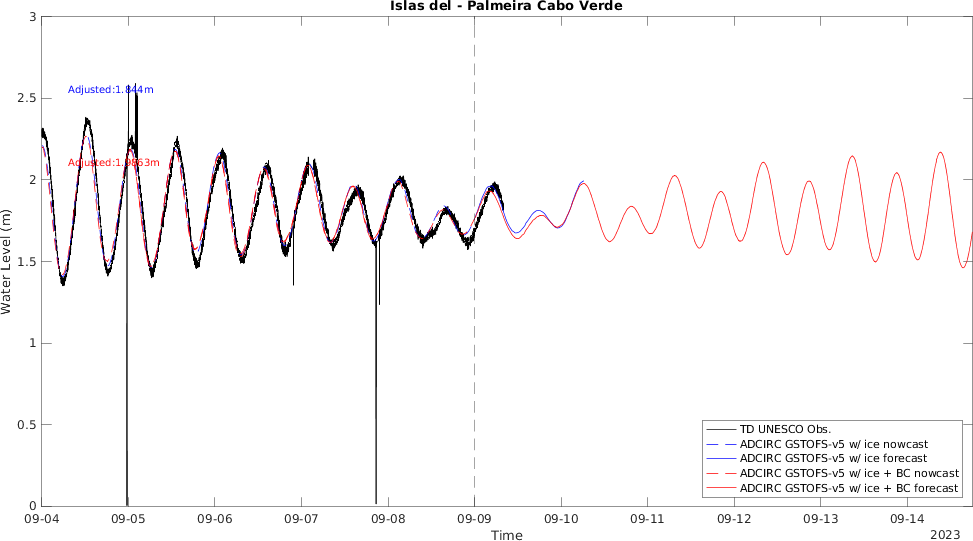 Islas del - Palmeira Cabo Verde
3
2.5
2
1.5
1
0.5
0
Water Level (m)
Adjusted:1.844m
Adjusted:1.9663m
TD UNESCO Obs.
ADCIRC GSTOFS-v5 w/ ice nowcast
ADCIRC GSTOFS-v5 w/ ice forecast
ADCIRC GSTOFS-v5 w/ ice + BC nowcast
ADCIRC GSTOFS-v5 w/ ice + BC forecast
09-04 09-05 09-06 09-07 09-08 09-09 09-10 09-11 09-12 09-13 09-14
Time
2023